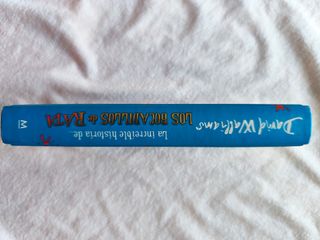 David Walliams
La increíble historia de
LOS BOCADILLOS de RATA
M